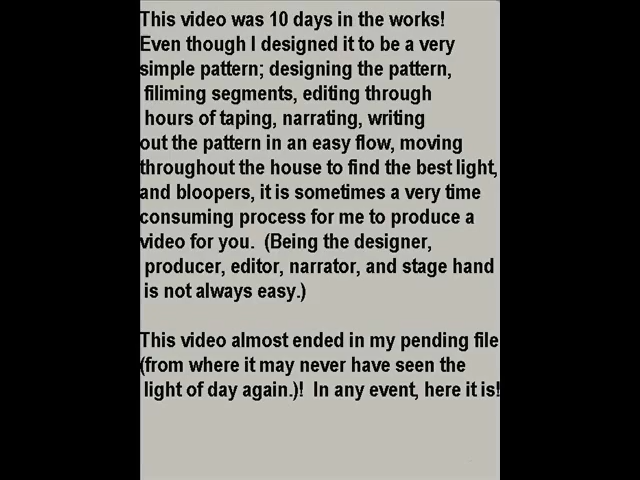 This video was 10 days in the works!
Even though I designed it to be a very
simple pattern; designing the pattern,
filiming segments, editing through
hours of taping, narrating, writing
out the pattern in an easy flow, moving
throughout the house to find the best light,
and bloopers, it is sometimes a very time
consuming process for me to produce a
video for you.  (Being the designer,
producer, editor, narrator, and stage hand
is not always easy.)
This video almost ended in my pending file
(from where it may never have seen the
light of day again.)!  In any event, here it is!